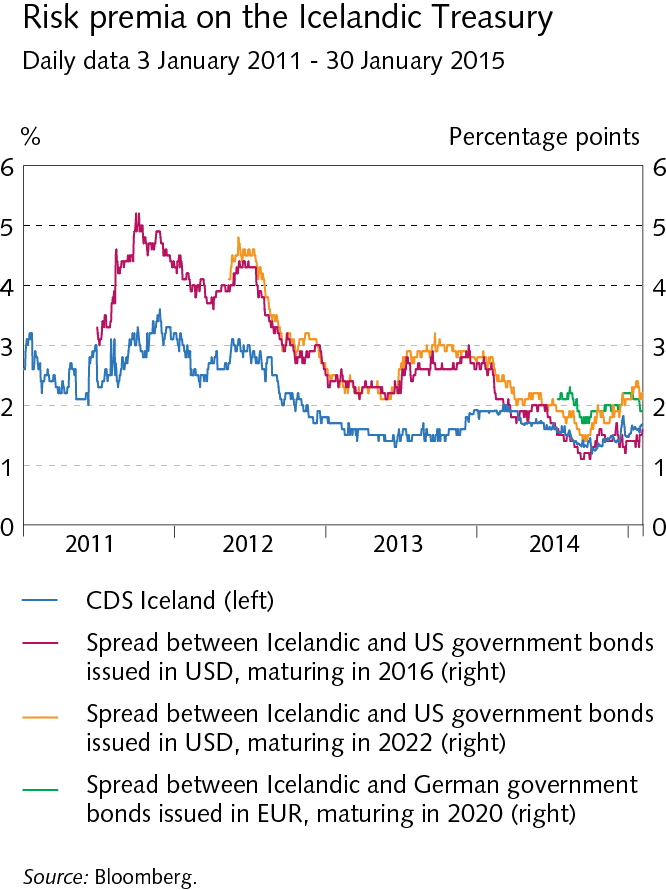 Risk premia on the Icelandic Treasury
Daily data 3 January 2011 - 30 January 2015
% Percentage points
6 6
5 5
4 4
3 3
2 2
1 1
0 0
2011 2012 2013 2014
CDS Iceland (left)
Spread between Icelandic and US government bonds
issued in USD, maturing in 2016 (right)
Spread between Icelandic and US government bonds
issued in USD, maturing in 2022 (right)
Spread between Icelandic and German government
bonds issued in EUR, maturing in 2020 (right)
Source: Bloomberg.